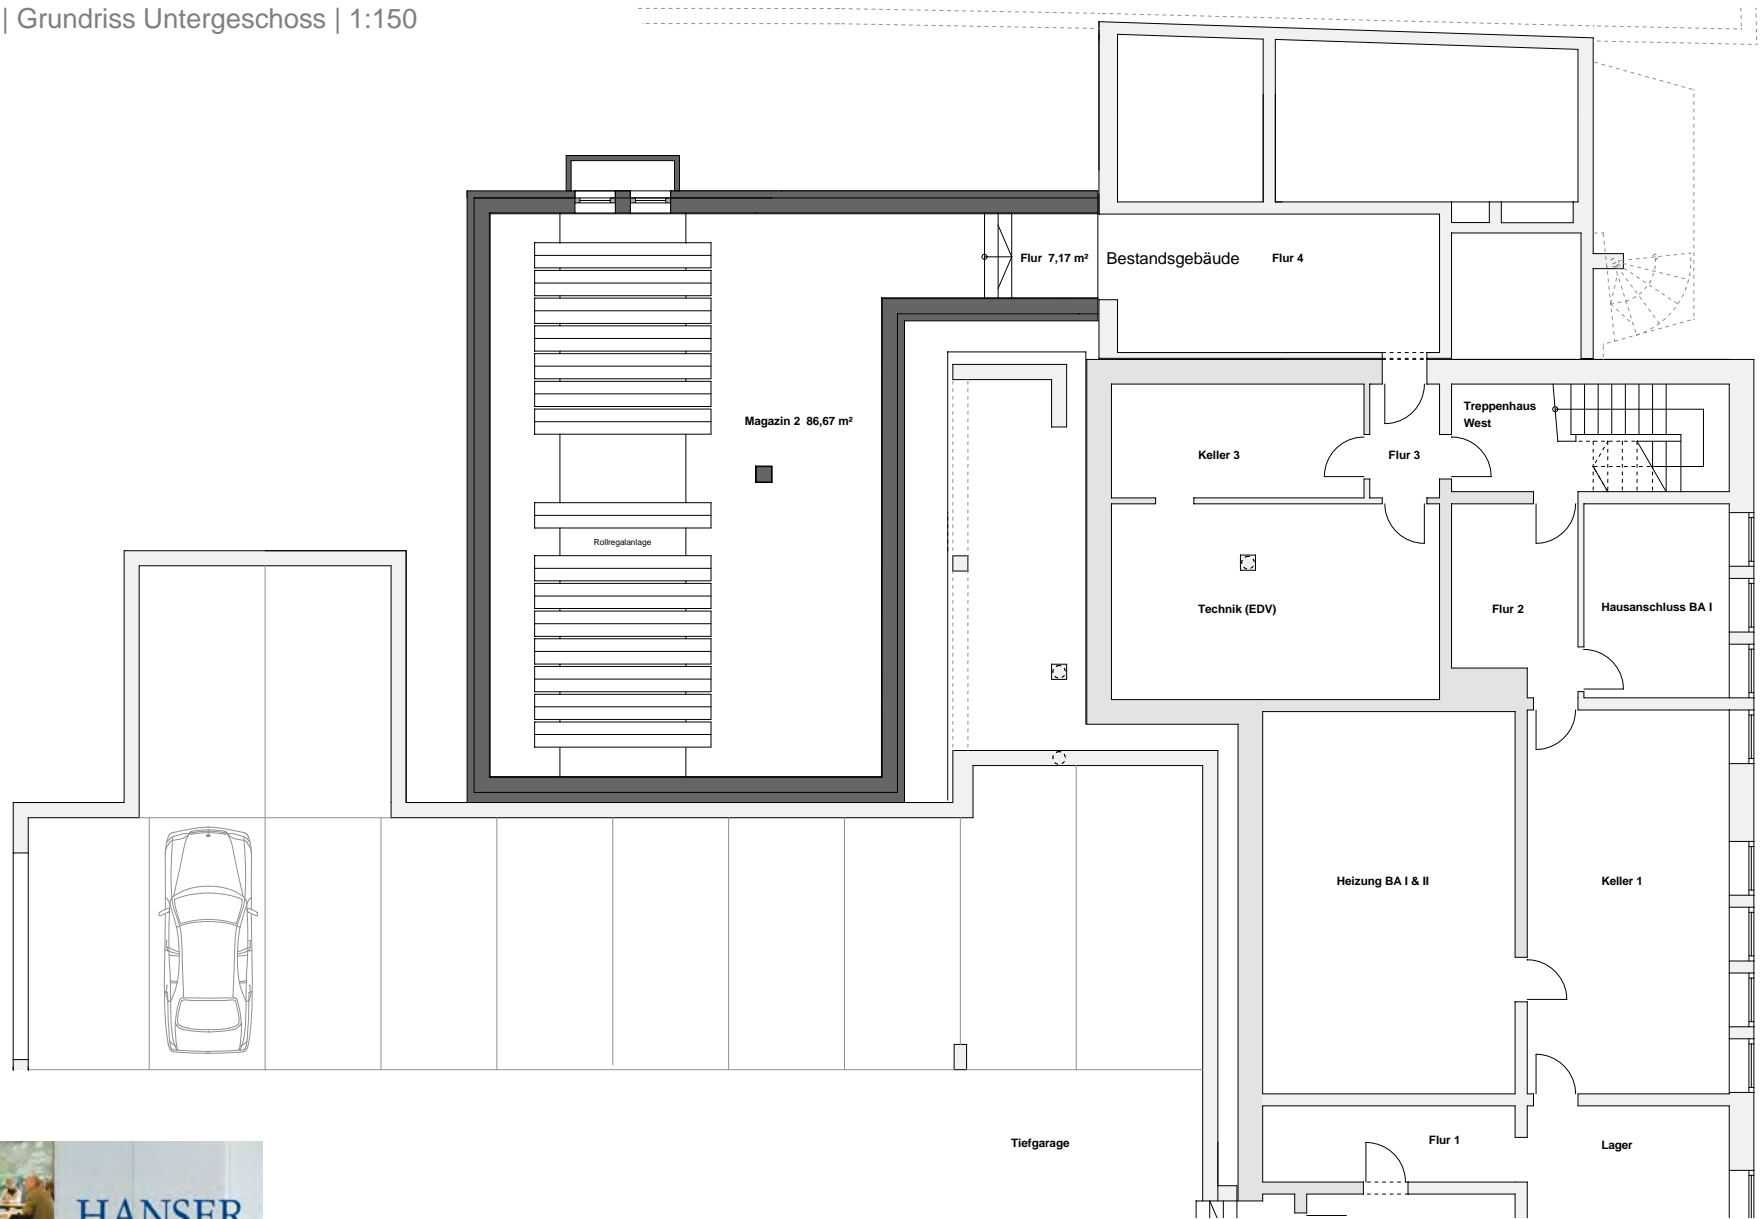 | Grundriss Untergeschoss | 1:150
Flur 7,17 m²
Bestandsgebäude
Flur 4
Magazin 2 86,67 m²
Treppenhaus
West
Keller 3
Flur 3
Rollregalanlage
Technik (EDV)
Flur 2
Hausanschluss BA I
Heizung BA I & II
Keller 1
Tiefgarage
Flur 1
Lager
HANSER